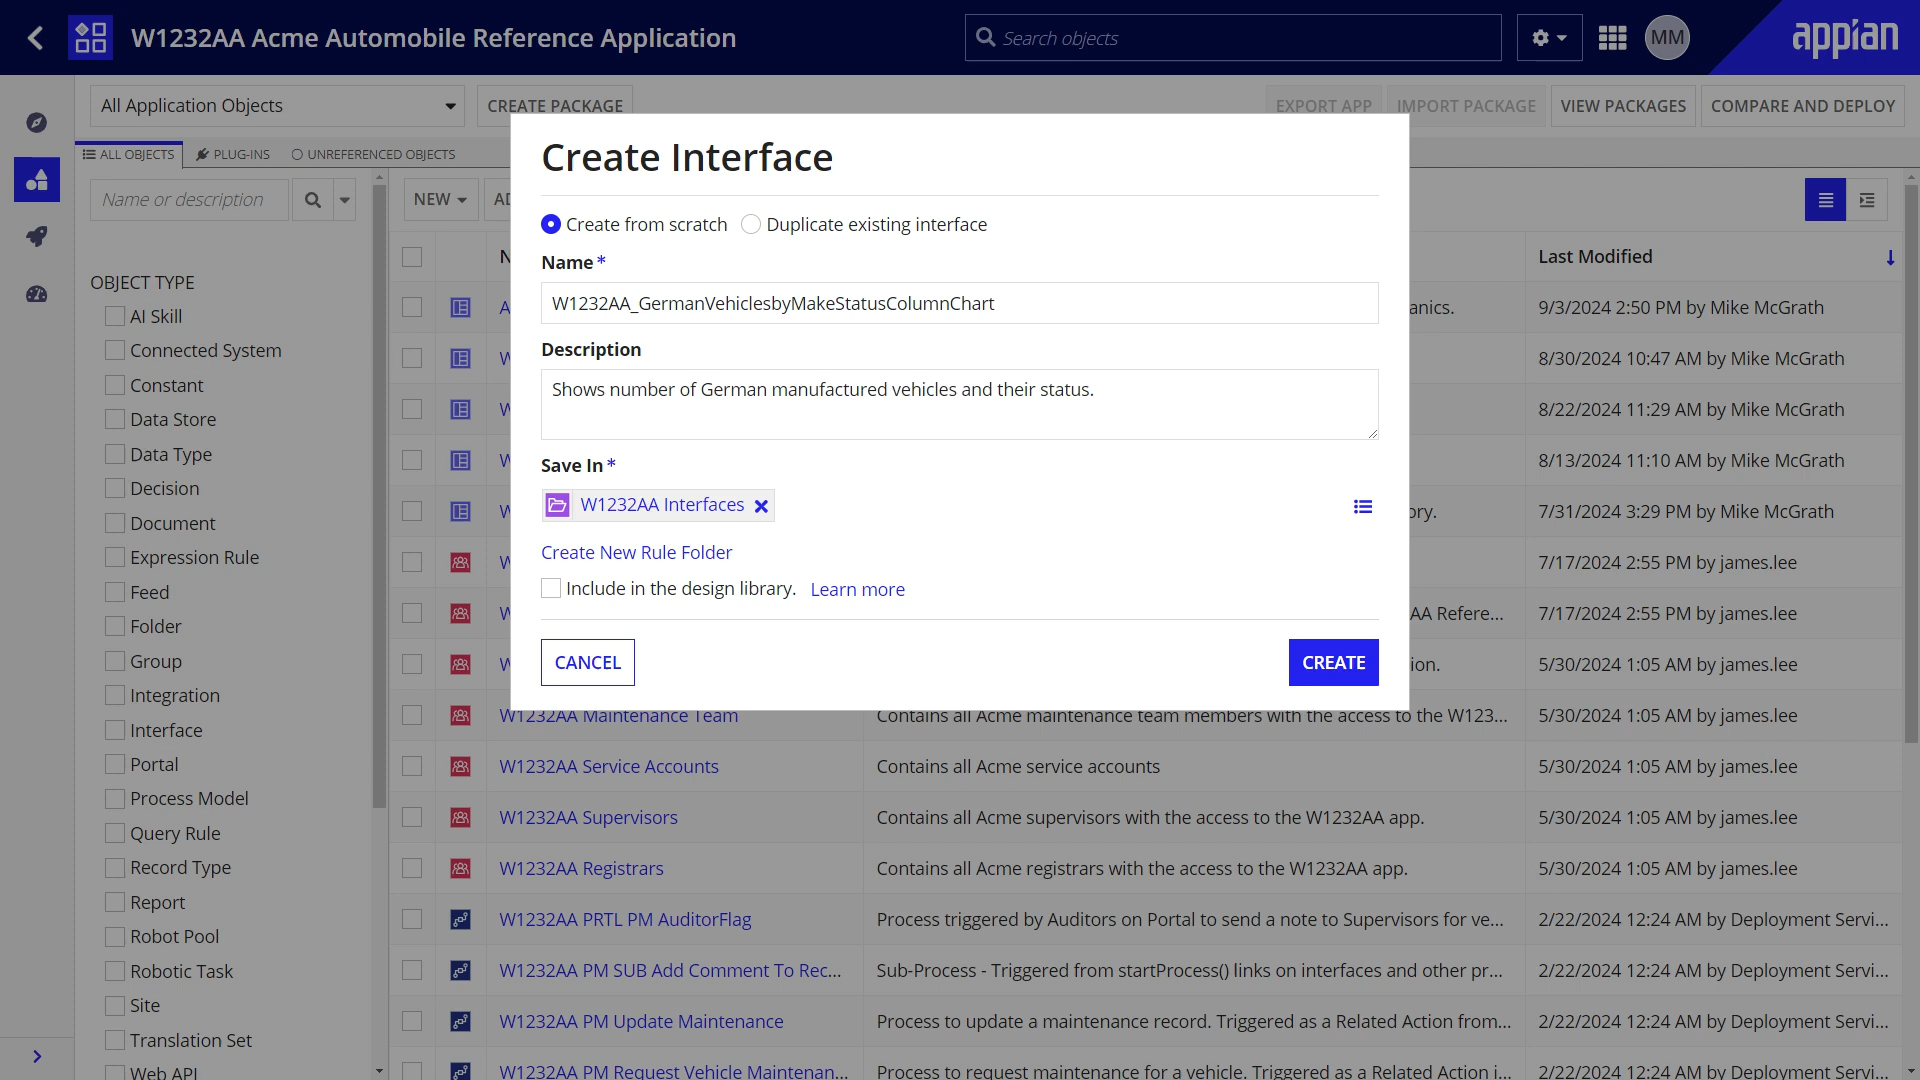 W1232AA Acme Automobile Reference Application
Search objects
MM
appian
All Application Objects
CREATE PACKAGE
EXPORT APP
IMPORT PACKAGE
VIEW PACKAGES
COMPARE AND DEPLOY
ALL OBJECTS
PLUG-INS
UNREFERENCED OBJECTS
Name or description
NEW
OBJECT TYPE
AI Skill
Connected System
Constant
Data Store
Data Type
Decision
Document
Expression Rule
Feed
Folder
Group
Integration
Interface
Portal
Process Model
Query Rule
Record Type
Report
Robot Pool
Robotic Task
Site
Translation Set
Web API
Create Interface
Create from scratch
Duplicate existing interface
Name *
W1232AA_GermanVehiclesbyMakeStatusColumnChart
Description
Shows number of German manufactured vehicles and their status.
Save In *
W1232AA Interfaces
Create New Rule Folder
Include in the design library. Learn more
CANCEL
CREATE
Last Modified
anics. 9/3/2024 2:50 PM by Mike McGrath
8/30/2024 10:47 AM by Mike McGrath
8/22/2024 11:29 AM by Mike McGrath
8/13/2024 11:10 AM by Mike McGrath
ory. 7/31/2024 3:29 PM by Mike McGrath
7/17/2024 2:55 PM by james.lee
AA Refere... 7/17/2024 2:55 PM by james.lee
ion. 5/30/2024 1:05 AM by james.lee
W1232AA Maintenance Team Contains all Acme maintenance team members with the access to the W123... 5/30/2024 1:05 AM by james.lee
W1232AA Service Accounts Contains all Acme service accounts 5/30/2024 1:05 AM by james.lee
W1232AA Supervisors Contains all Acme supervisors with the access to the W1232AA app. 5/30/2024 1:05 AM by james.lee
W1232AA Registrars Contains all Acme registrars with the access to the W1232AA app. 5/30/2024 1:05 AM by james.lee
W1232AA PRTL PM AuditorFlag Process triggered by Auditors on Portal to send a note to Supervisors for ve... 2/22/2024 12:24 AM by Deployment Servi...
W1232AA PM SUB Add Comment To Rec... Sub-Process - Triggered from startProcess() links on interfaces and other pr... 2/22/2024 12:24 AM by Deployment Servi...
W1232AA PM Update Maintenance Process to update a maintenance record. Triggered as a Related Action from... 2/22/2024 12:24 AM by Deployment Servi...
W1232AA PM Request Vehicle Maintenan... Process to request maintenance for a vehicle. Triggered as a Related Action i... 2/22/2024 12:24 AM by Deployment Servi...